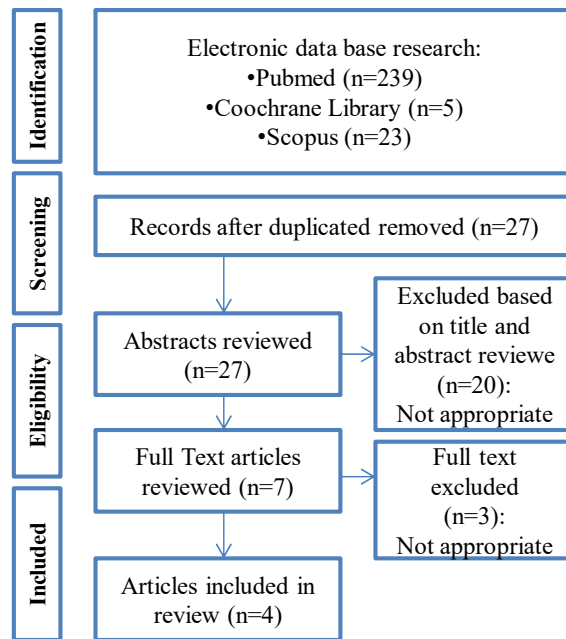 Identification
Electronic data base research:
•Pubmed (n=239)
•Coochrane Library (n=5)
•Scopus (n=23)
Screening
Records after duplicated removed (n=27)
Eligibility
Abstracts reviewed
(n=27)
Excluded based
on title and
abstract reviewe
(n=20):
Not appropriate
Full Text articles
reviewed (n=7)
Full text
excluded
(n=3):
Not appropriate
Included
Articles included in
review (n=4)